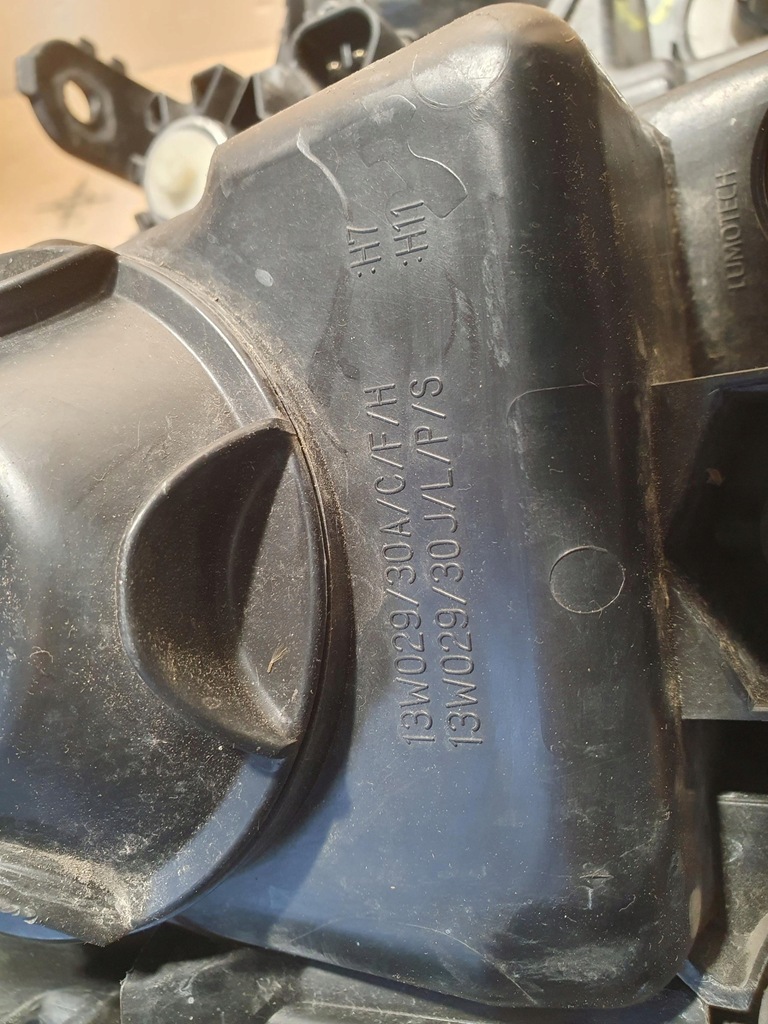 13W029/30A/C/F/H :H7
13W029/30J/L/P/S :H11
LUMOTECH